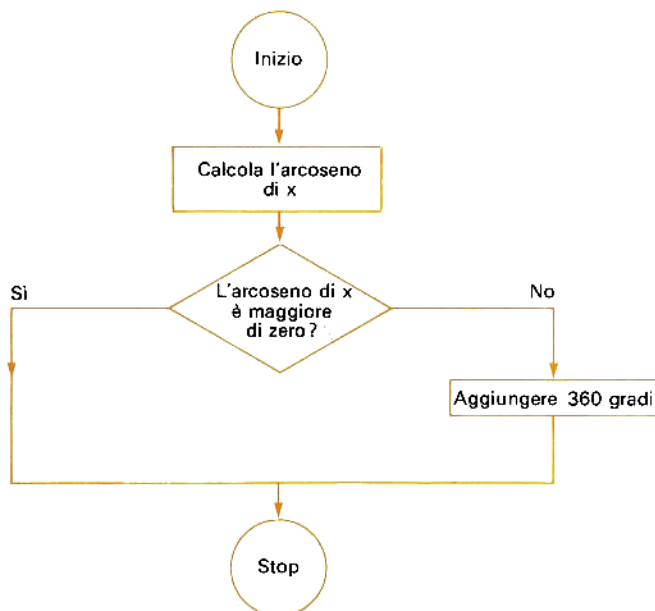 Inizio
Calcola l'arcoseno
di x
L'arcoseno di x
è maggiore
di zero?
Sì
No
Aggiungere 360 gradi
Stop